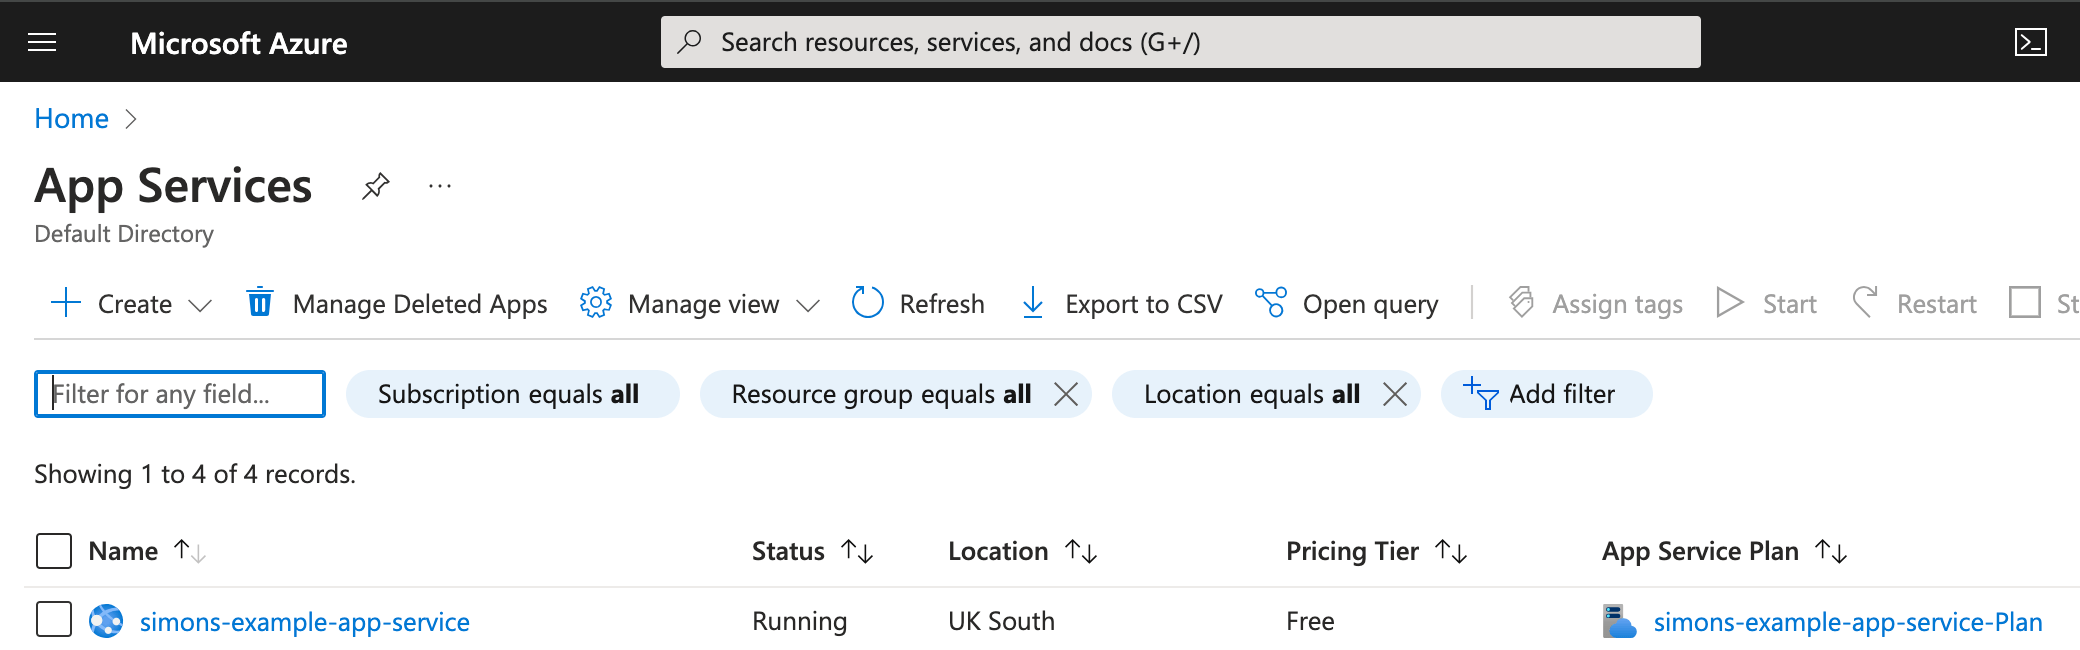 Microsoft Azure
Search resources, services, and docs (G+/)
Home
App Services
Default Directory
Create Manage Deleted Apps Manage view Refresh Export to CSV Open query Assign tags Start Restart St
Filter for any field... Subscription equals all Resource group equals all Location equals all Add filter
Showing 1 to 4 of 4 records.
Name Status Location Pricing Tier App Service Plan
simons-example-app-service Running UK South Free simons-example-app-service-Plan